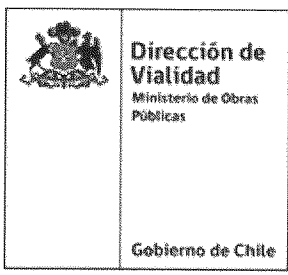 Dirección de
Vialidad
Ministerio de Obras
Públicas
Gobierno de Chile